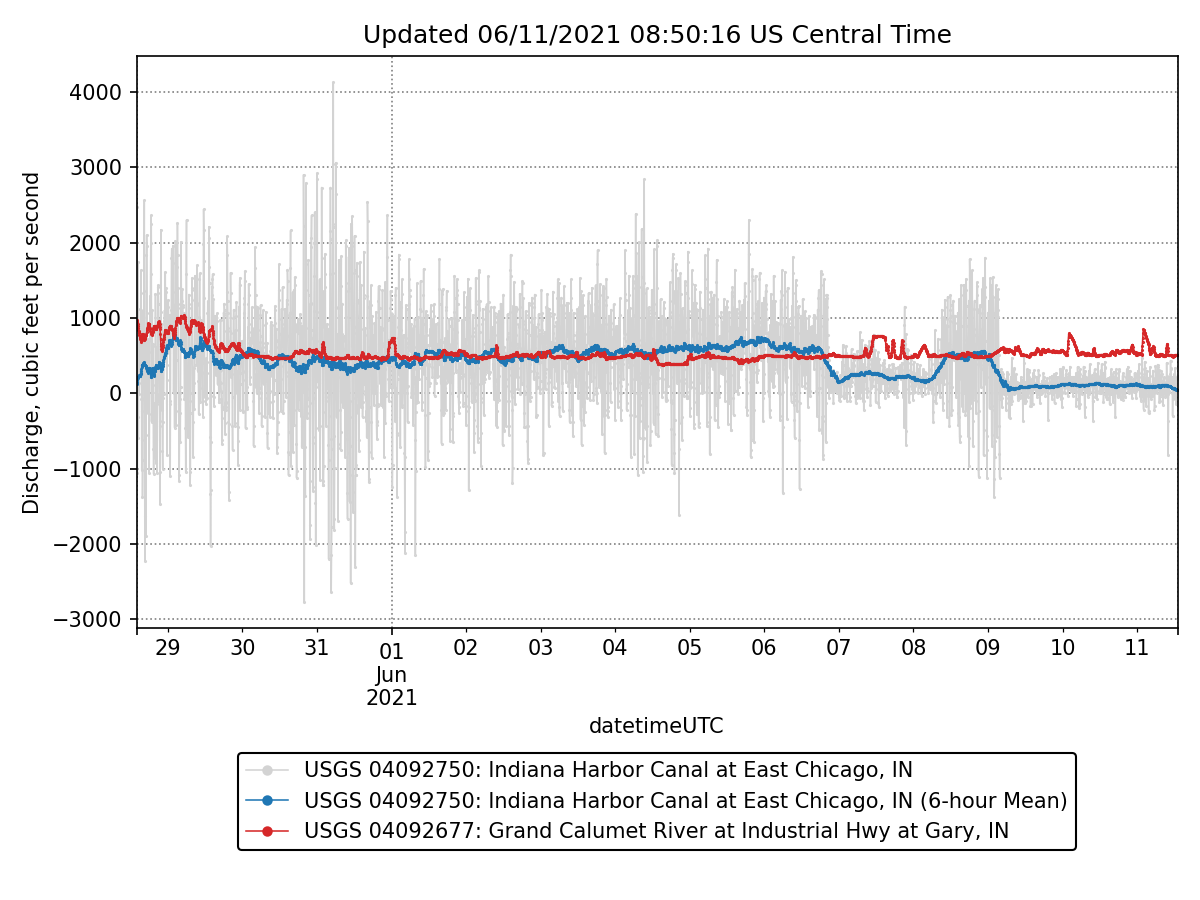 Updated 06/11/2021 08:50:16 US Central Time
Discharge, cubic feet per second
4000
3000
2000
1000
0
−1000
−2000
−3000
29 30 31 01 02 03 04 05 06 07 08 09 10 11
Jun
2021
datetimeUTC
USGS 04092750: Indiana Harbor Canal at East Chicago, IN
USGS 04092750: Indiana Harbor Canal at East Chicago, IN (6-hour Mean)
USGS 04092677: Grand Calumet River at Industrial Hwy at Gary, IN